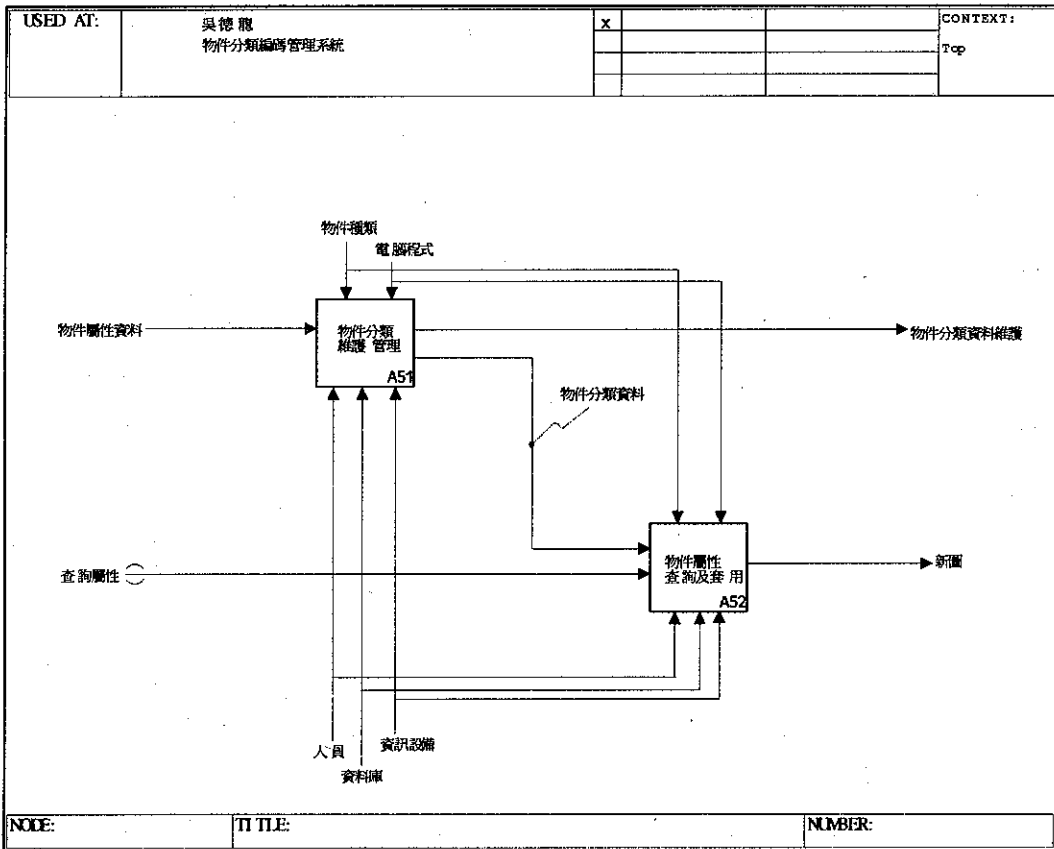 USED AT:
吳德龍
物件分類編碼管理系統
X
CONTEXT:
Top
物件種類
電腦程式
物件屬性資料
物件分類
維護 管理
A51
物件分類資料維護
物件分類資料
查詢屬性
物件屬性
查詢及套 用
A52
新圖
人員
資訊設備
資料庫
NODE:
TITLE:
NUMBER: